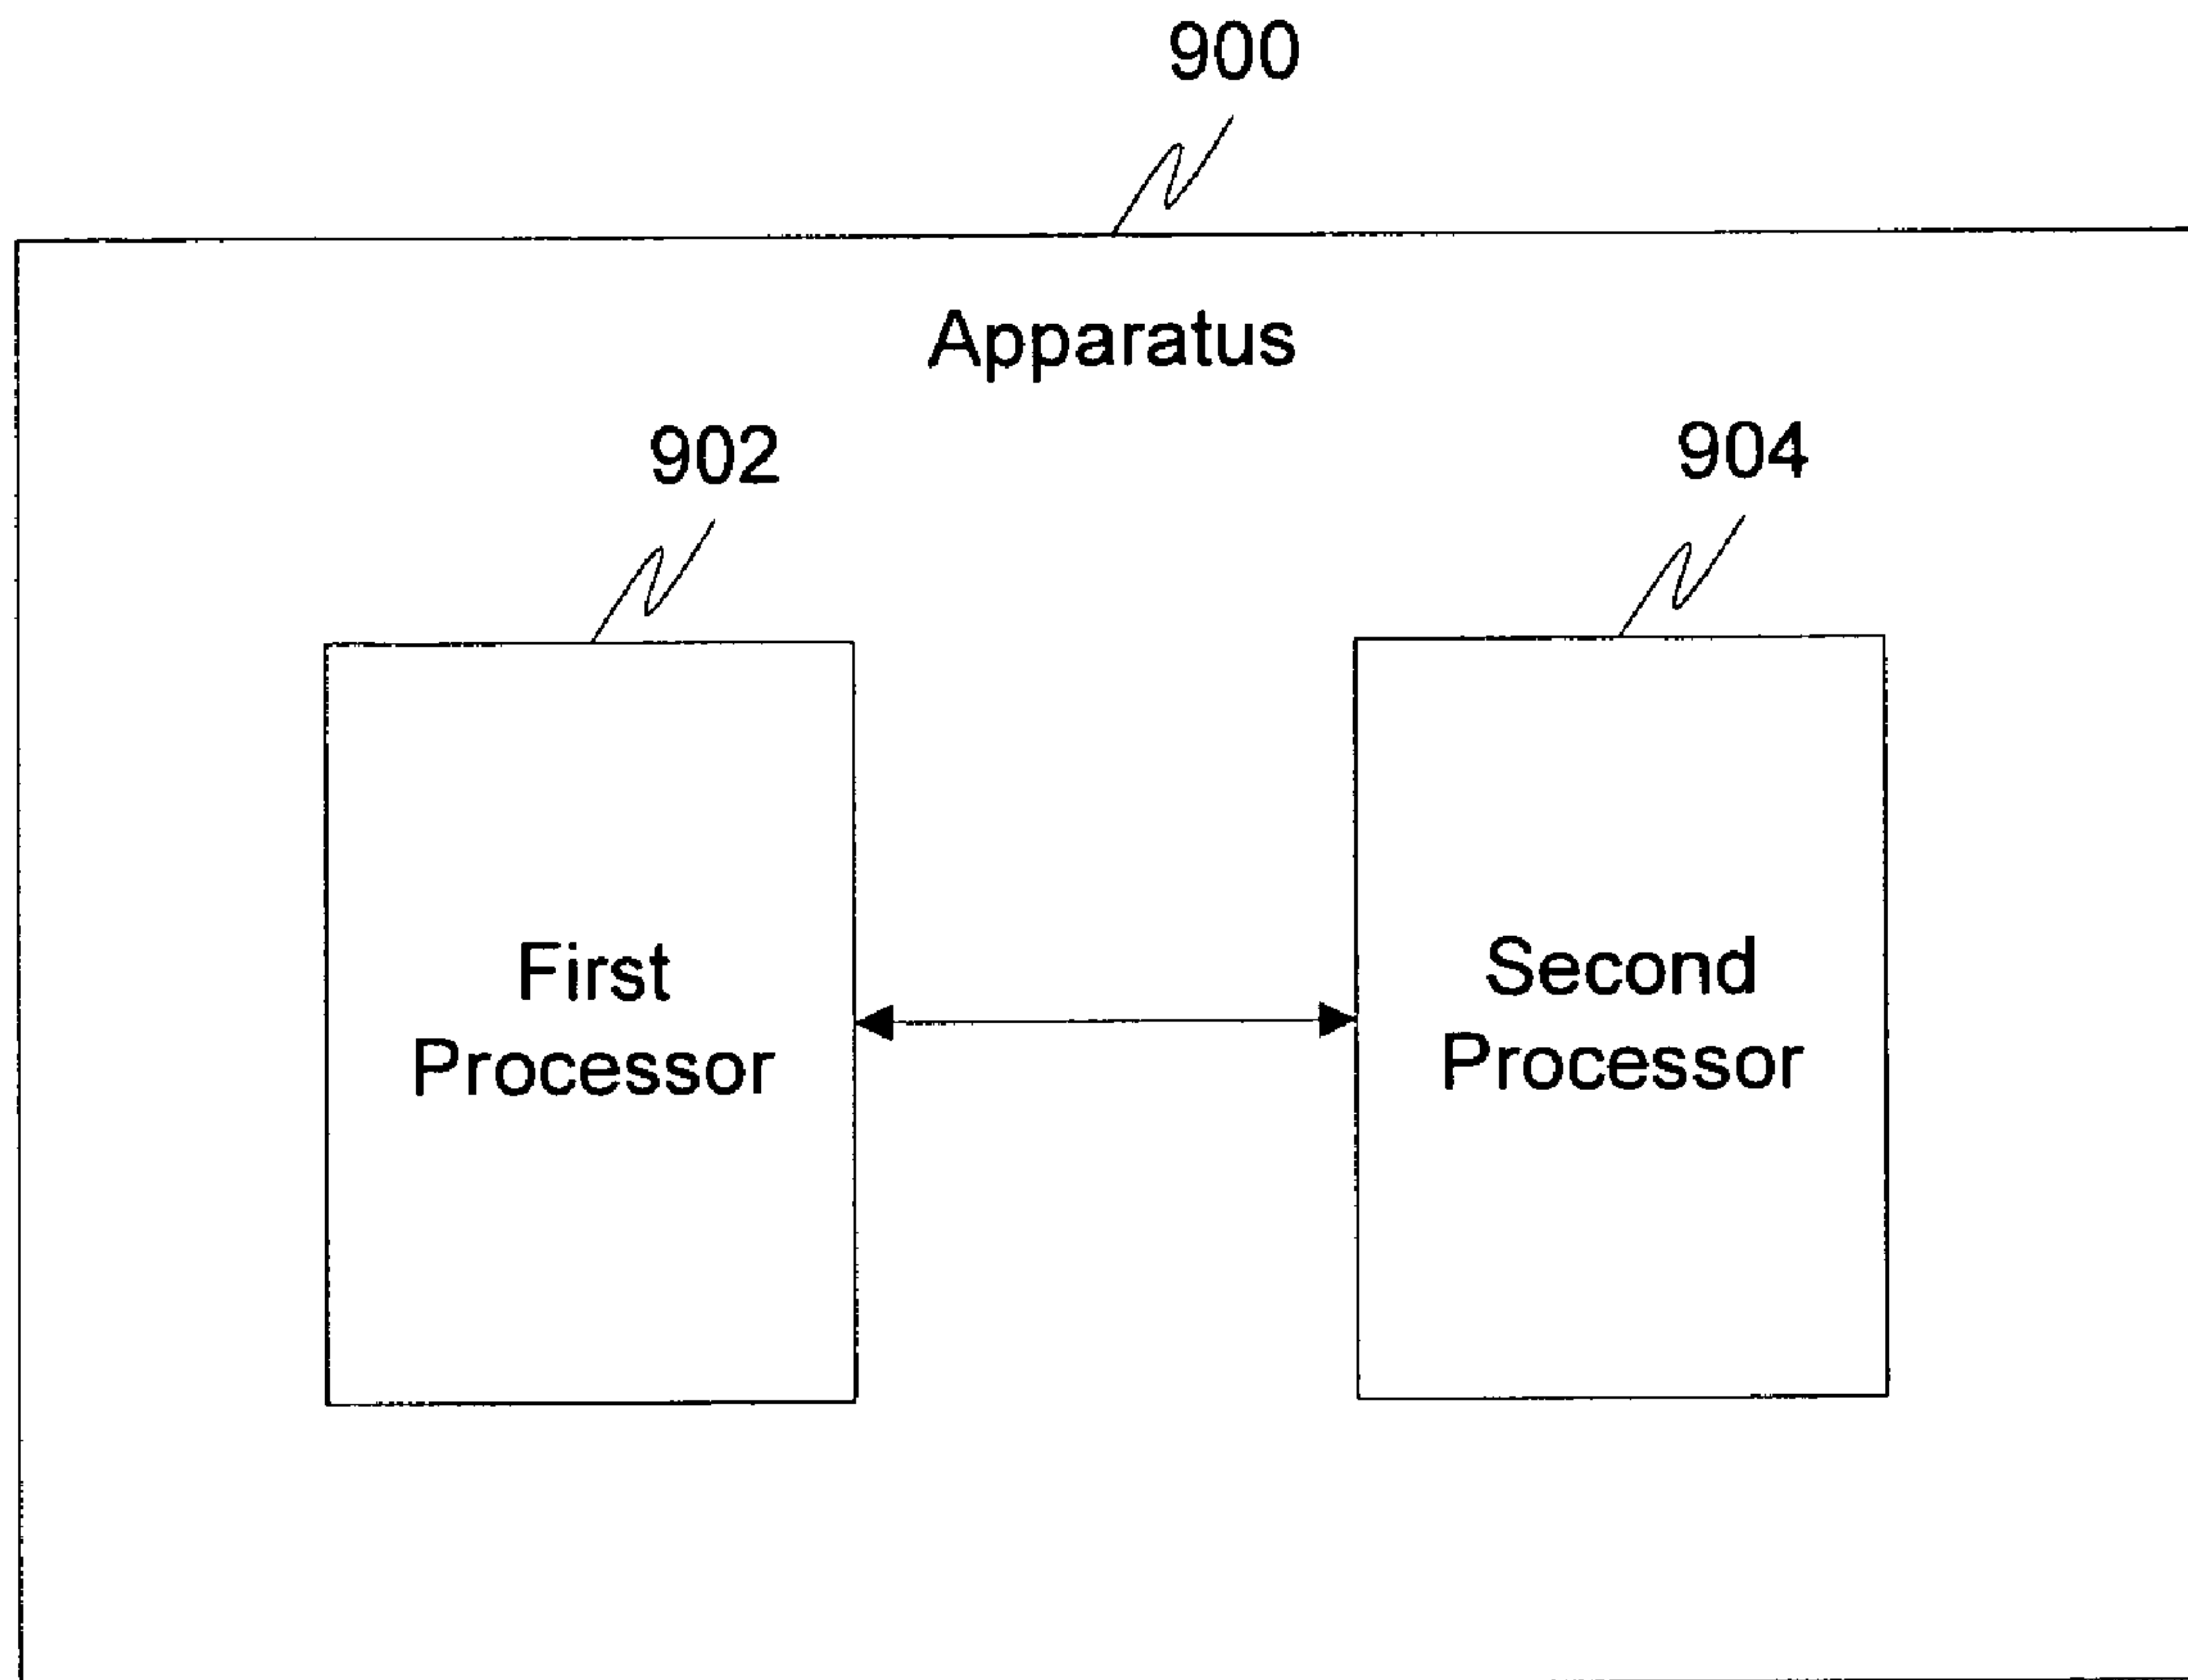 900
Apparatus
902
904
First
Processor
Second
Processor